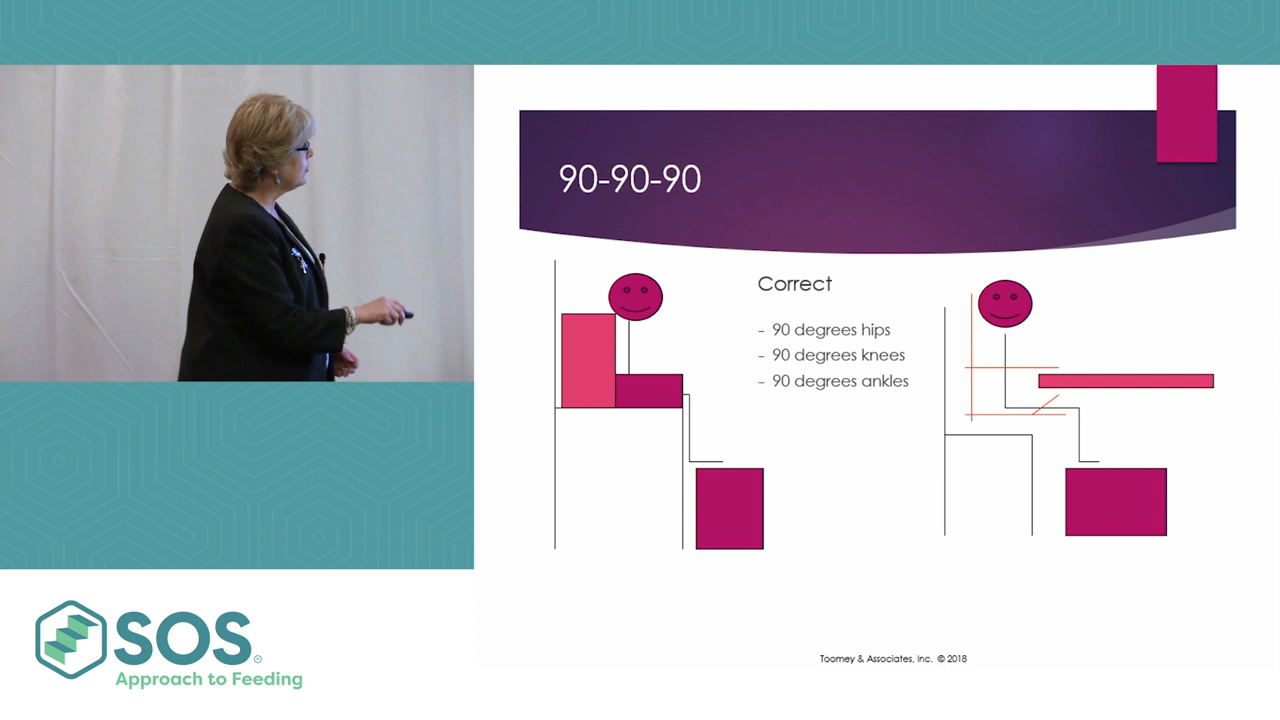 90-90-90
Correct
- 90 degrees hips
- 90 degrees knees
- 90 degrees ankles
Toomey & Associates, Inc. © 2018
SOS®
Approach to Feeding